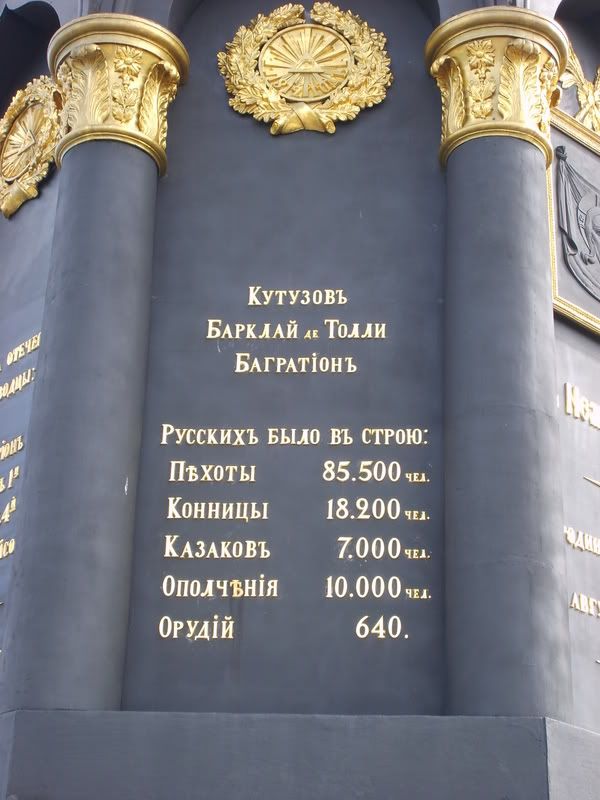 Кутузовъ
Барклай де Толли
Багратіонъ
Русскихъ было въ строю:
Пѣхоты 85.500 чел.
Конницы 18.200 чел.
Казаковъ 7.000 чел.
Ополчѣнія 10.000 чел.
Орудій 640.